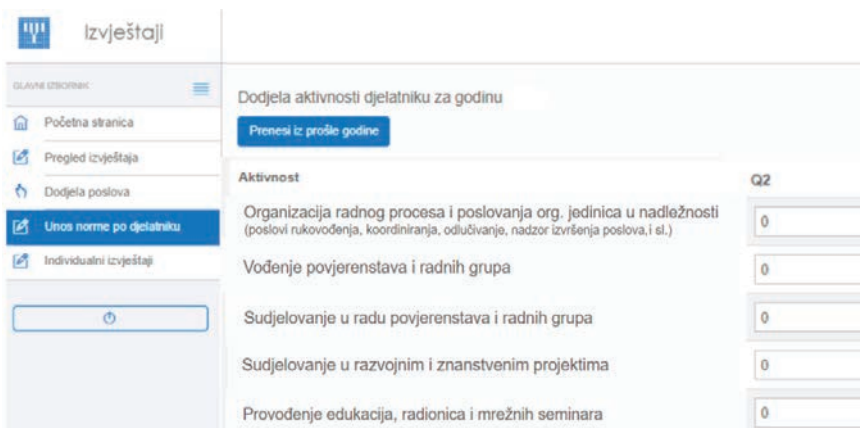 Izvještaji
GLAVNI IZBORNIK
Početna stranica
Pregled izvještaja
Dodjela poslova
Unos norme po djelatniku
Individualni izvještaji
Dodjela aktivnosti djelatniku za godinu
Prenesi iz prošle godine
Aktivnost Q2
Organizacija radnog procesa i poslovanja org. jedinica u nadležnosti 0
(poslovi rukovođenja, koordiniranja, odlučivanje, nadzor izvršenja poslova,i sl.)
Vođenje povjerenstava i radnih grupa 0
Sudjelovanje u radu povjerenstava i radnih grupa 0
Sudjelovanje u razvojnim i znanstvenim projektima 0
Provođenje edukacija, radionica i mrežnih seminara 0